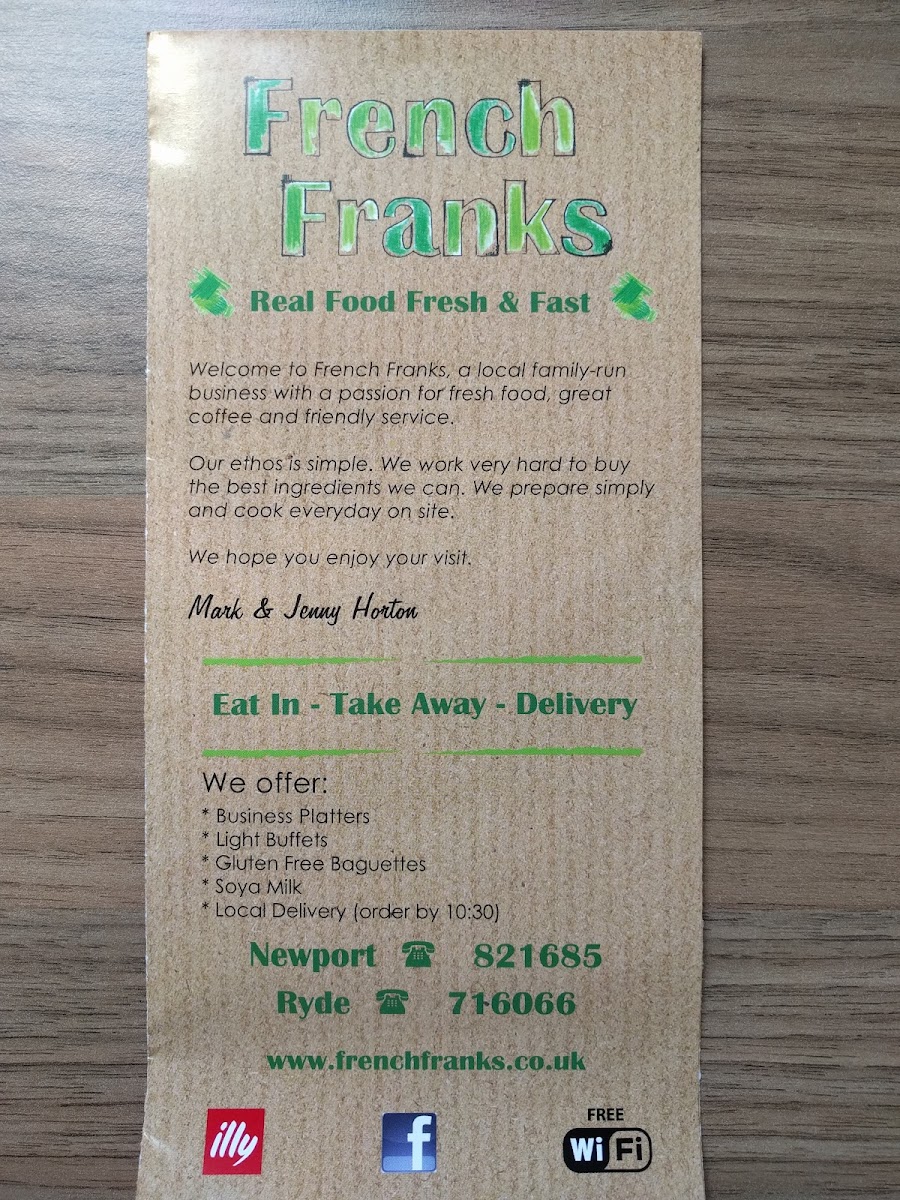 French
Franks
Real Food Fresh & Fast
Welcome to French Franks, a local family-run
business with a passion for fresh food, great
coffee and friendly service.
Our ethos is simple. We work very hard to buy
the best ingredients we can. We prepare simply
and cook everyday on site.
We hope you enjoy your visit.
Mark & Jenny Horton
Eat In - Take Away - Delivery
We offer:
* Business Platters
* Light Buffets
* Gluten Free Baguettes
* Soya Milk
* Local Delivery (order by 10:30)
Newport ☎ 821685
Ryde ☎ 716066
www.frenchfranks.co.uk
illy
f
FREE
Wi Fi